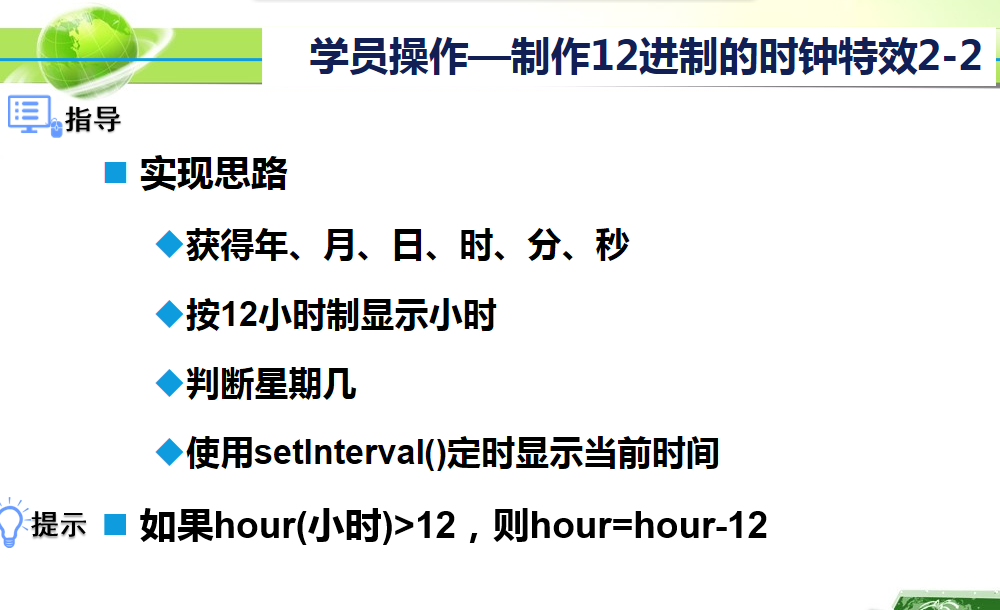 学员操作—制作12进制的时钟特效2-2
指导
实现思路
获得年、月、日、时、分、秒
按12小时制显示小时
判断星期几
使用setInterval()定时显示当前时间
提示
如果hour(小时)>12，则hour=hour-12